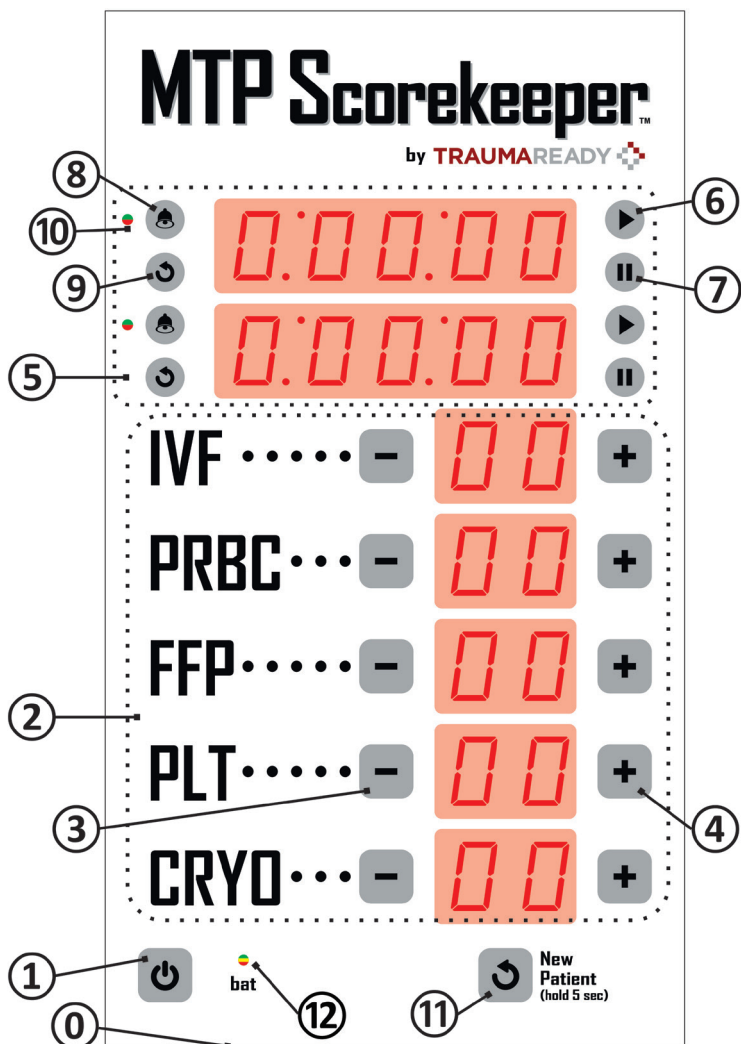 MTP Scorekeeper™
by TRAUMAREADY
8
10
9
5
6
7
0:00:00
0:00:00
IVF ····· − 00 +
PRBC ··· − 00 +
FFP ····· − 00 +
2
PLT ····· − 00 +
3
4
CRYO ··· − 00 +
1
bat
12
11
New
Patient
(hold 5 sec)
0